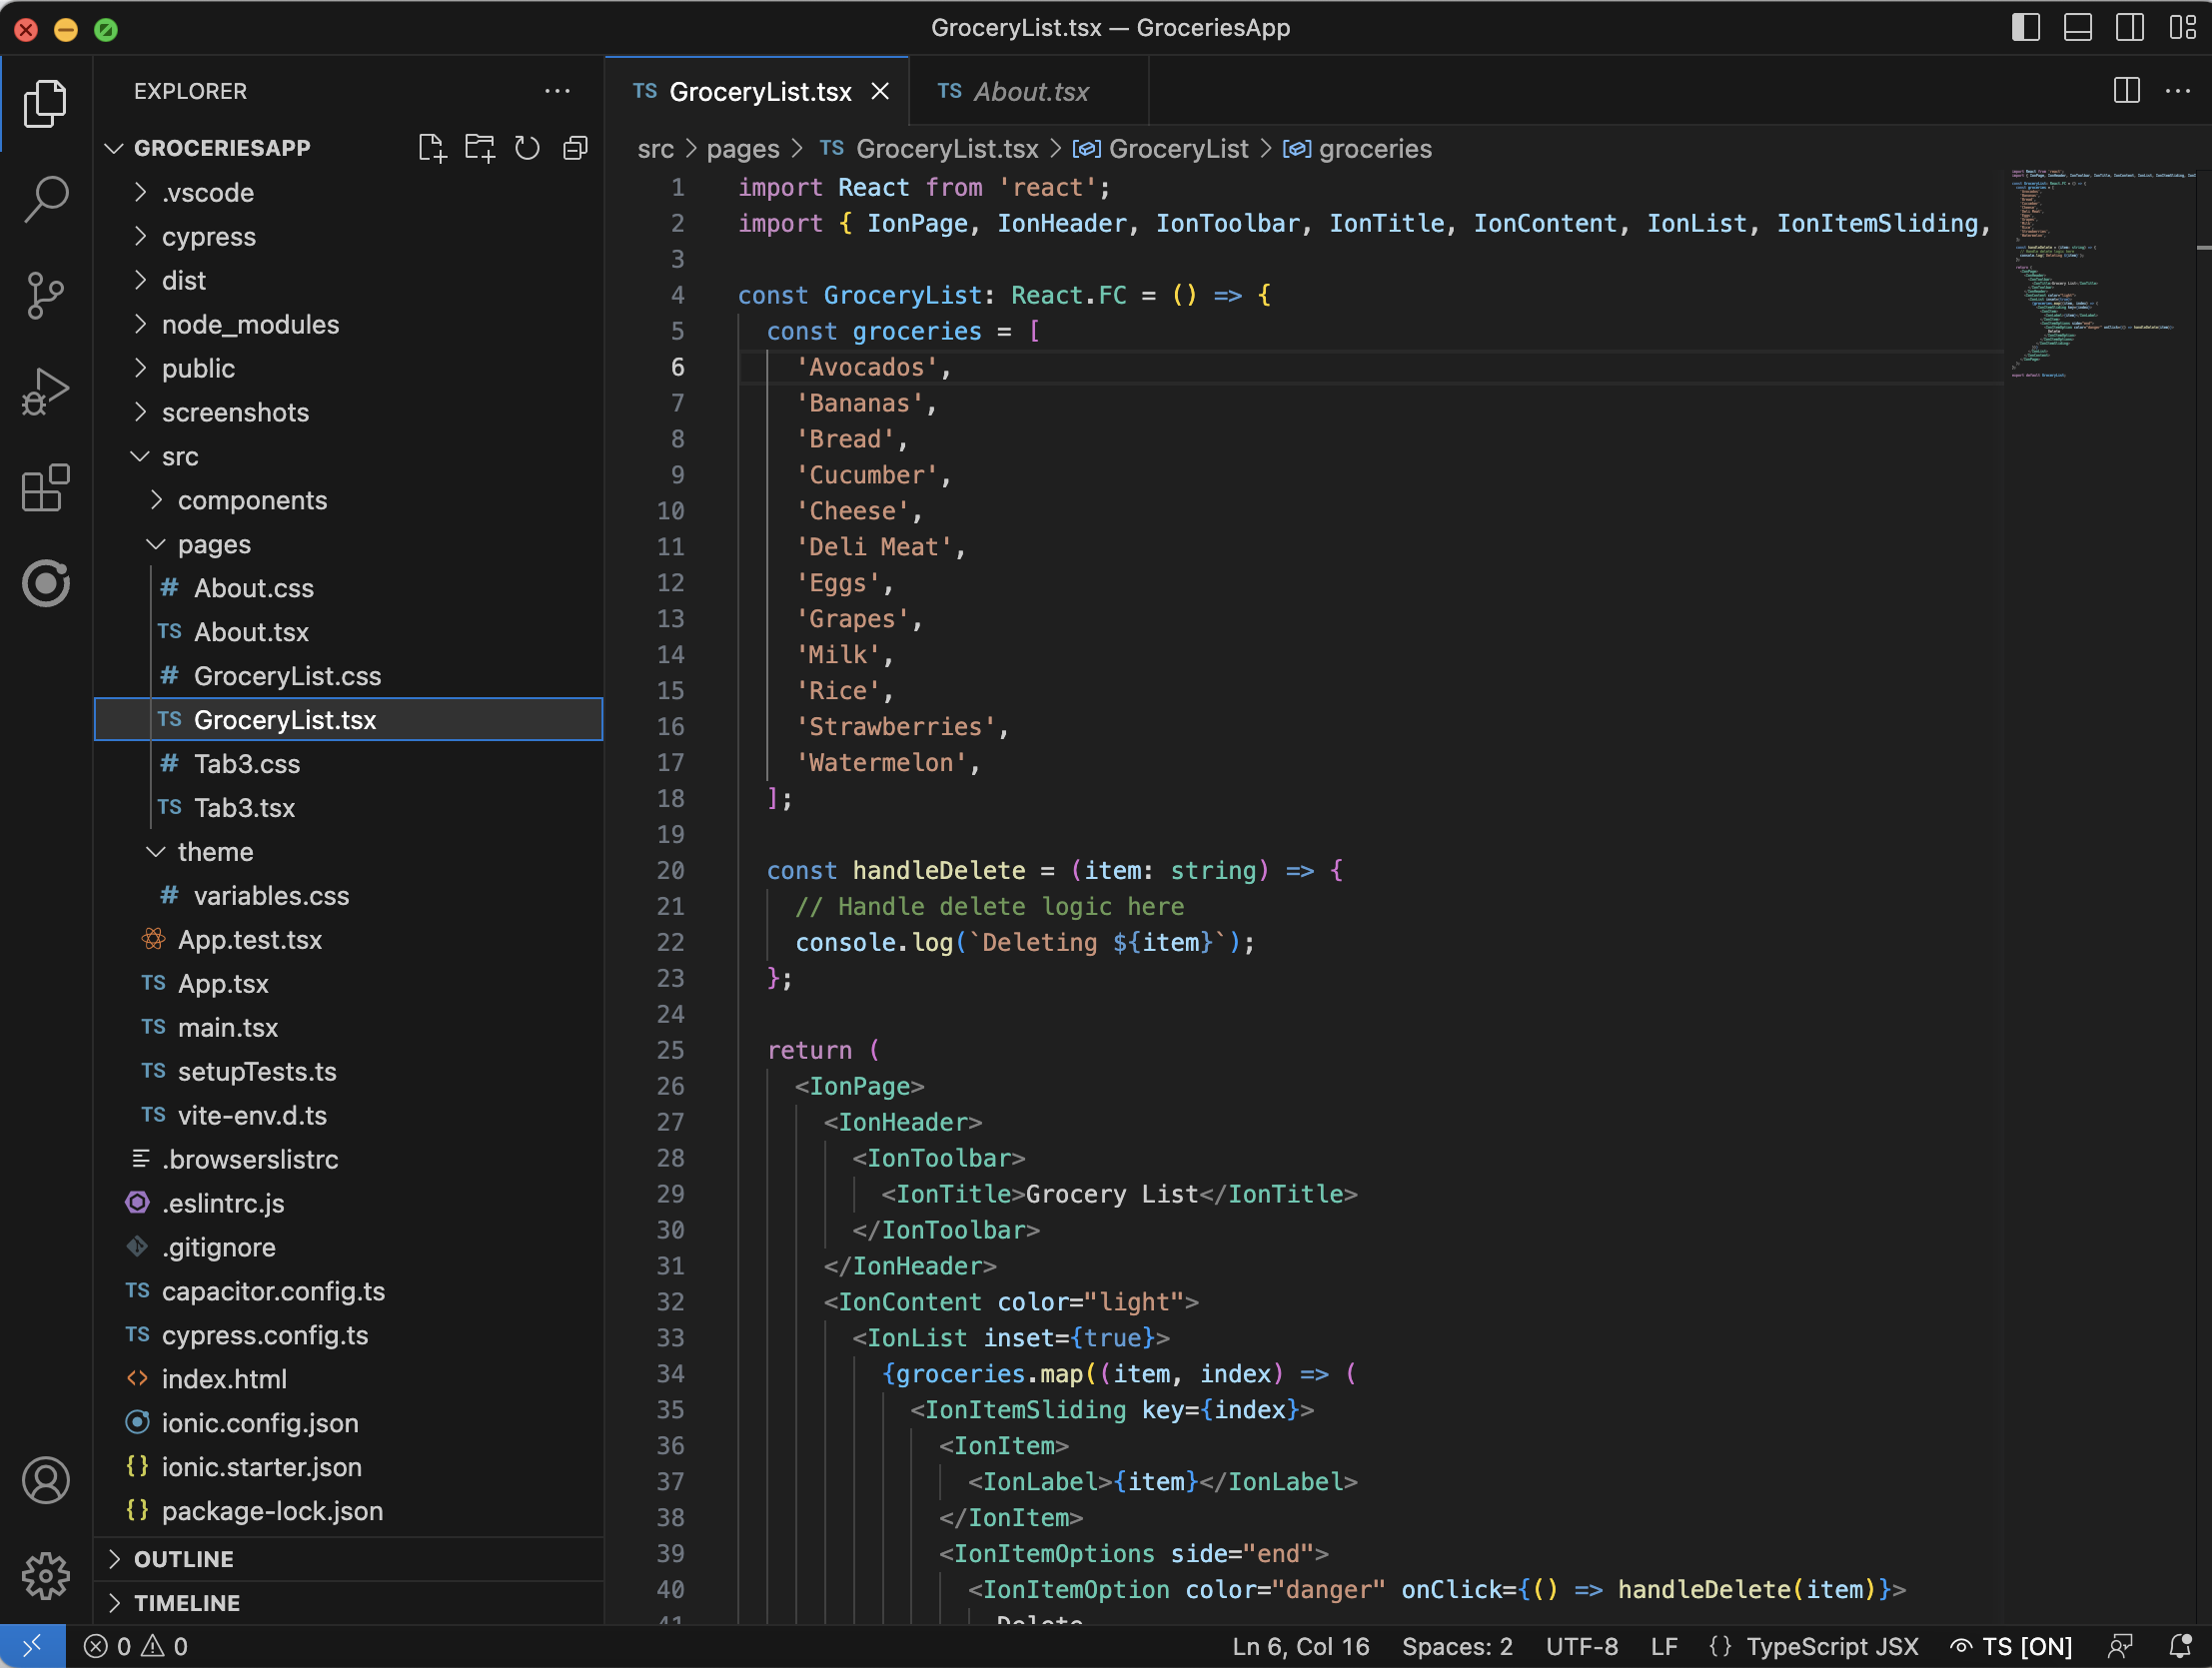 GroceryList.tsx — GroceriesApp
EXPLORER
GROCERIESAPP
.vscode
cypress
dist
node_modules
public
screenshots
src
components
pages
# About.css
TS About.tsx
# GroceryList.css
TS GroceryList.tsx
# Tab3.css
TS Tab3.tsx
theme
# variables.css
App.test.tsx
TS App.tsx
TS main.tsx
TS setupTests.ts
TS vite-env.d.ts
.browserslistrc
.eslintrc.js
.gitignore
TS capacitor.config.ts
TS cypress.config.ts
<> index.html
ionic.config.json
{} ionic.starter.json
{} package-lock.json
OUTLINE
TIMELINE
TS GroceryList.tsx
TS About.tsx
src > pages > TS GroceryList.tsx > GroceryList > groceries
1 import React from 'react';
2 import { IonPage, IonHeader, IonToolbar, IonTitle, IonContent, IonList, IonItemSliding,
3
4 const GroceryList: React.FC = () => {
5 const groceries = [
6 'Avocados',
7 'Bananas',
8 'Bread',
9 'Cucumber',
10 'Cheese',
11 'Deli Meat',
12 'Eggs',
13 'Grapes',
14 'Milk',
15 'Rice',
16 'Strawberries',
17 'Watermelon',
18 ];
19
20 const handleDelete = (item: string) => {
21 // Handle delete logic here
22 console.log(`Deleting ${item}`);
23 };
24
25 return (
26 <IonPage>
27 <IonHeader>
28 <IonToolbar>
29 <IonTitle>Grocery List</IonTitle>
30 </IonToolbar>
31 </IonHeader>
32 <IonContent color="light">
33 <IonList inset={true}>
34 {groceries.map((item, index) => (
35 <IonItemSliding key={index}>
36 <IonItem>
37 <IonLabel>{item}</IonLabel>
38 </IonItem>
39 <IonItemOptions side="end">
40 <IonItemOption color="danger" onClick={() => handleDelete(item)}>
41 Delete
0 0
Ln 6, Col 16 Spaces: 2 UTF-8 LF {} TypeScript JSX TS [ON]